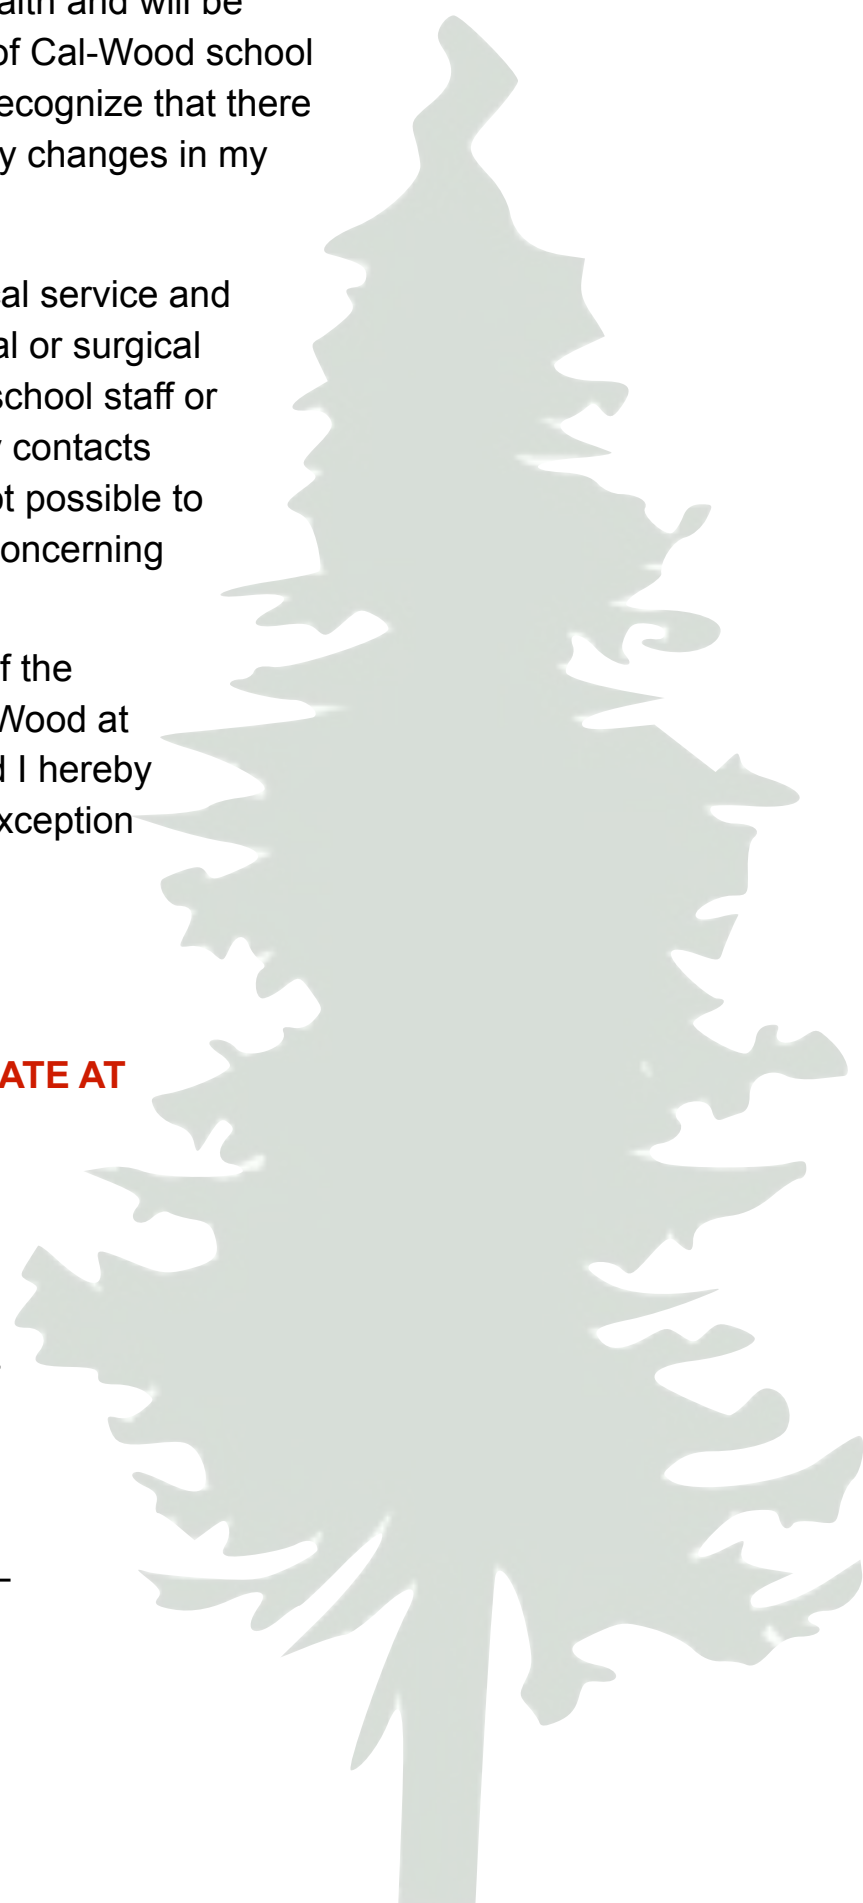 alth and will be
of Cal-Wood school
ecognize that there
y changes in my
al service and
al or surgical
school staff or
y contacts
ot possible to
oncerning
f the
Wood at
d I hereby
xception
ATE AT